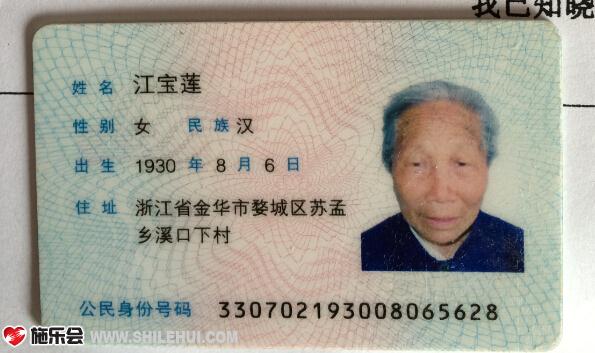 我已知晓
姓名 江宝莲
性别 女 民族 汉
出生 1930 年 8 月 6 日
住址 浙江省金华市婺城区苏孟
乡溪口下村
公民身份号码 330702193008065628
施乐会 WWW.SHILEHUI.COM